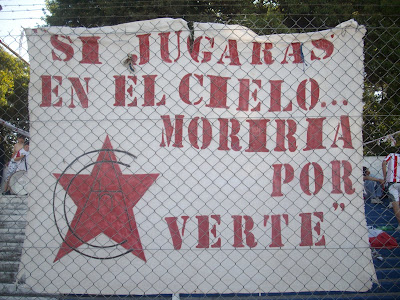 SI JUGARAS
EN EL CIELO...
MORIRIA
POR
VERTE"